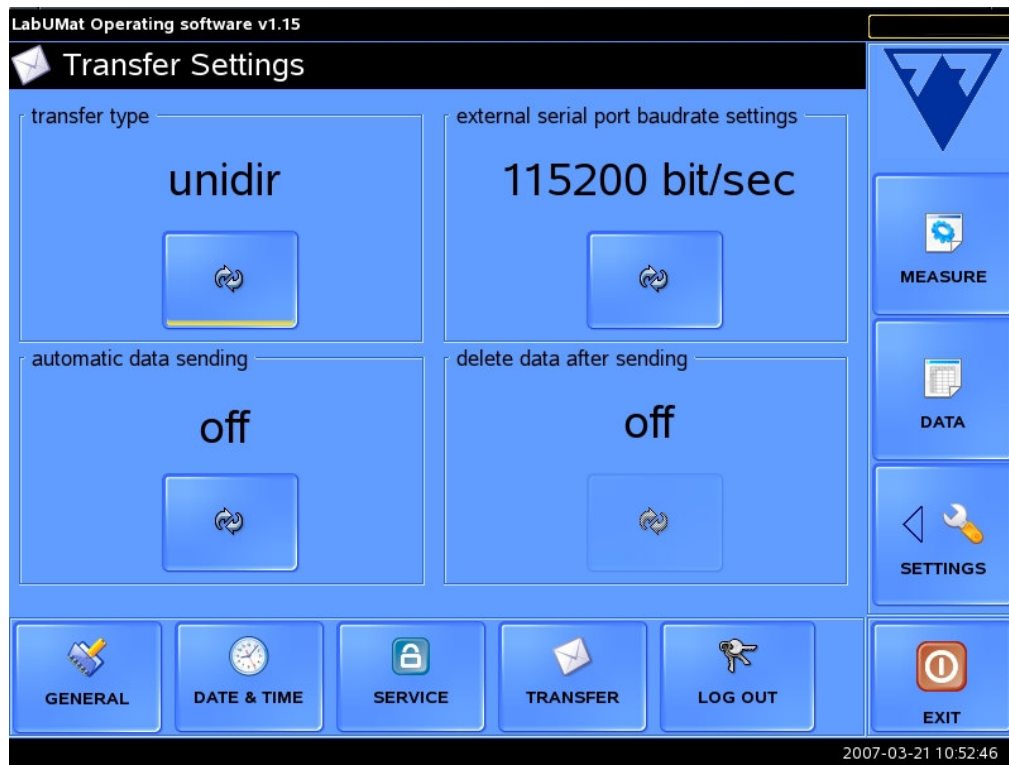 LabUMat Operating software v1.15
Transfer Settings
transfer type
external serial port baudrate settings
unidir
115200 bit/sec
automatic data sending
delete data after sending
off
off
MEASURE
DATA
SETTINGS
GENERAL
DATE & TIME
SERVICE
TRANSFER
LOG OUT
EXIT
2007-03-21 10:52:46